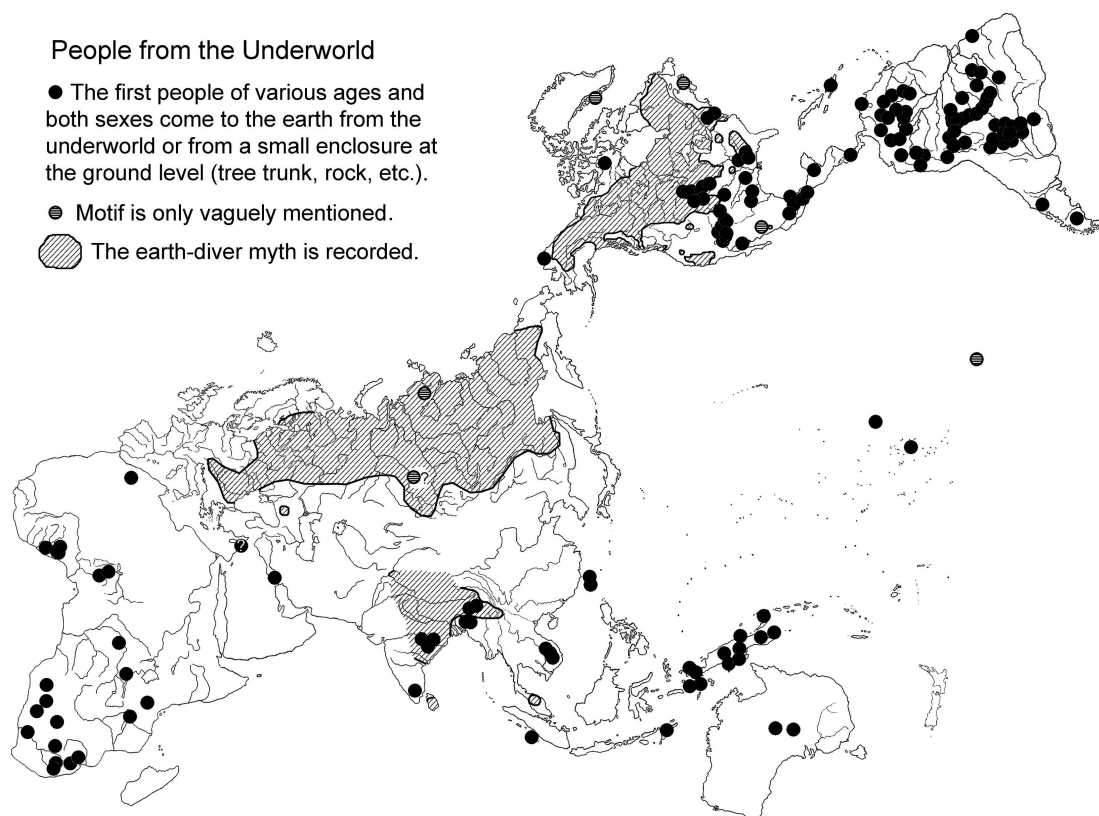 People from the Underworld
The first people of various ages and
both sexes come to the earth from the
underworld or from a small enclosure at
the ground level (tree trunk, rock, etc.).
Motif is only vaguely mentioned.
The earth-diver myth is recorded.
?
?